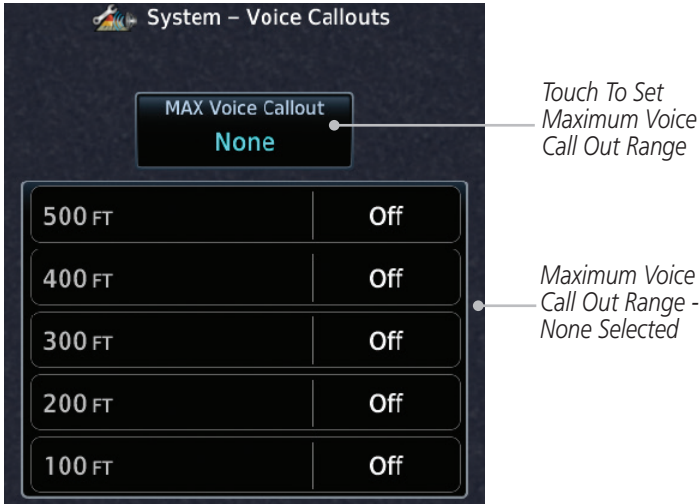 System – Voice Callouts
MAX Voice Callout
None
Touch To Set
Maximum Voice
Call Out Range
500 FT Off
400 FT Off
300 FT Off
200 FT Off
100 FT Off
Maximum Voice
Call Out Range -
None Selected